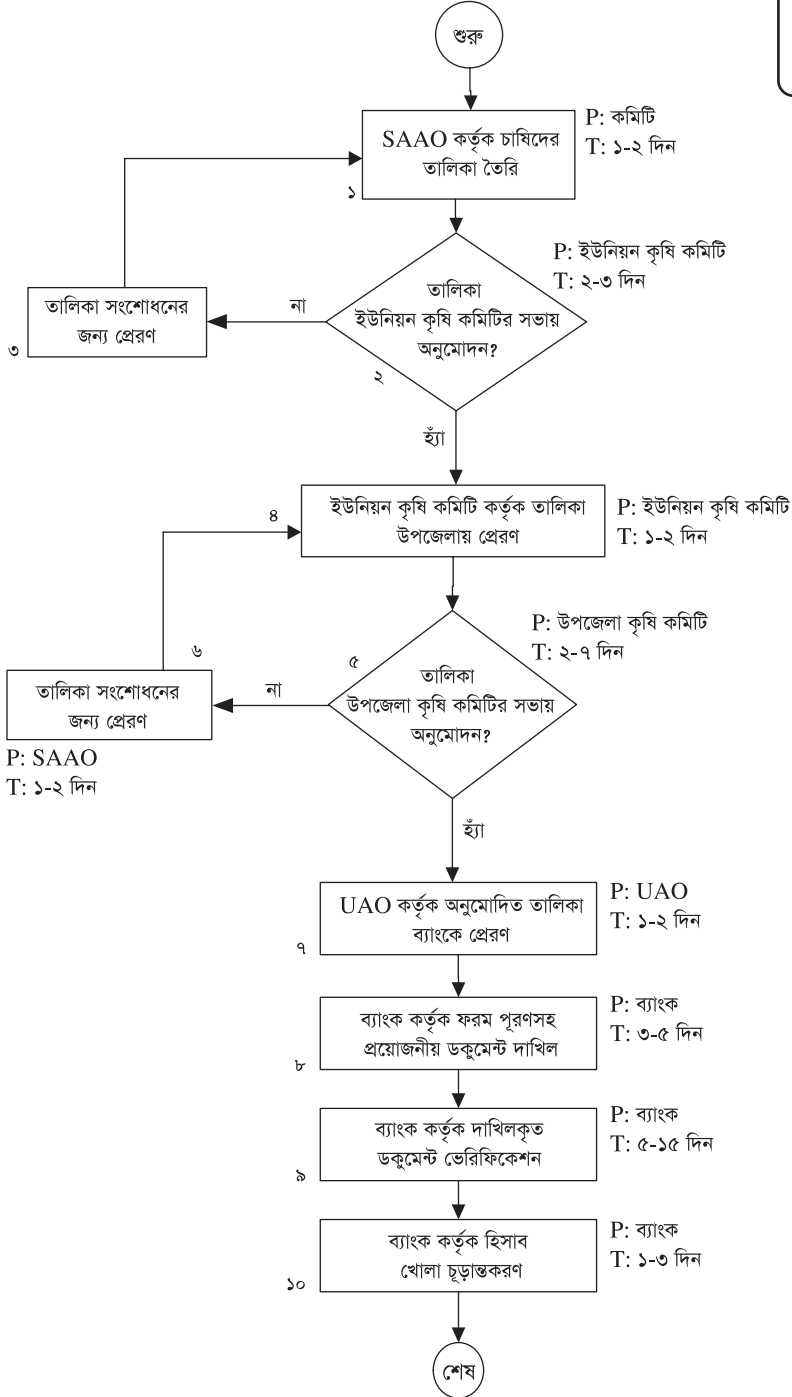 শুরু
SAAO কর্তৃক চাষিদের
তালিকা তৈরি
১
P: কমিটি
T: ১-২ দিন
তালিকা
ইউনিয়ন কৃষি কমিটির সভায়
অনুমোদন?
২
P: ইউনিয়ন কৃষি কমিটি
T: ২-৩ দিন
না
তালিকা সংশোধনের
জন্য প্রেরণ
৩
হ্যাঁ
ইউনিয়ন কৃষি কমিটি কর্তৃক তালিকা
উপজেলায় প্রেরণ
৪
P: ইউনিয়ন কৃষি কমিটি
T: ১-২ দিন
তালিকা
উপজেলা কৃষি কমিটির সভায়
অনুমোদন?
৫
P: উপজেলা কৃষি কমিটি
T: ২-৭ দিন
না
৬
তালিকা সংশোধনের
জন্য প্রেরণ
P: SAAO
T: ১-২ দিন
হ্যাঁ
UAO কর্তৃক অনুমোদিত তালিকা
ব্যাংকে প্রেরণ
৭
P: UAO
T: ১-২ দিন
ব্যাংক কর্তৃক ফরম পূরণসহ
প্রয়োজনীয় ডকুমেন্ট দাখিল
৮
P: ব্যাংক
T: ৩-৫ দিন
ব্যাংক কর্তৃক দাখিলকৃত
ডকুমেন্ট ভেরিফিকেশন
৯
P: ব্যাংক
T: ৫-১৫ দিন
ব্যাংক কর্তৃক হিসাব
খোলা চূড়ান্তকরণ
১০
P: ব্যাংক
T: ১-৩ দিন
শেষ